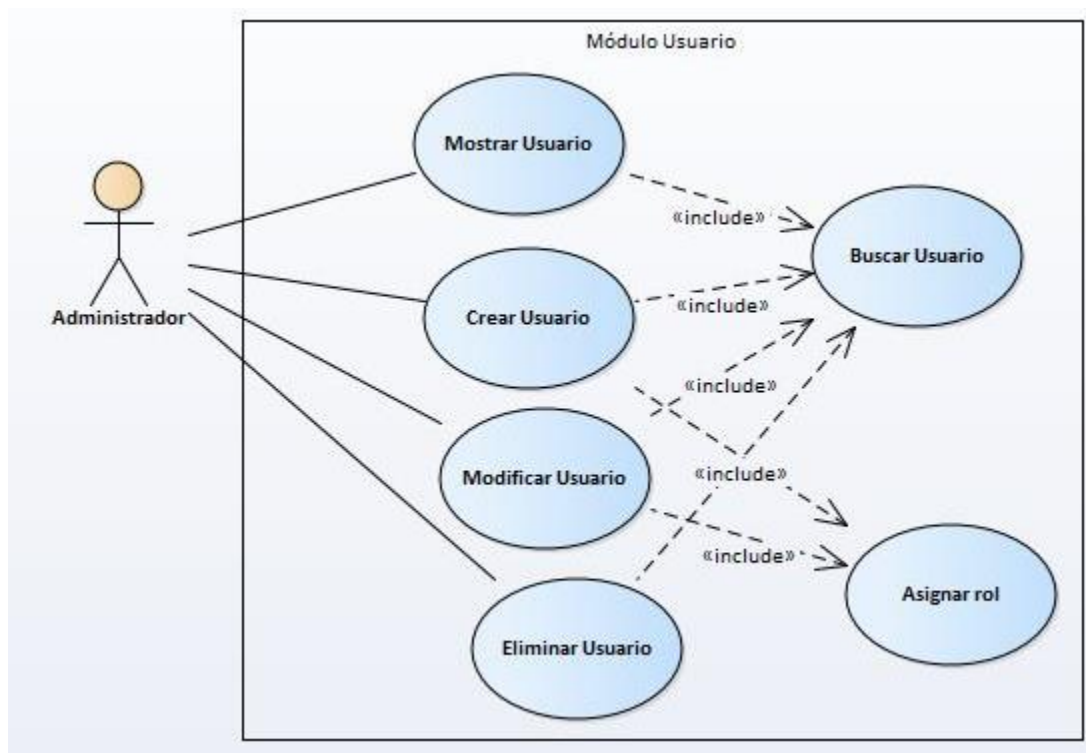 Módulo Usuario
Mostrar Usuario
«include»
Buscar Usuario
Administrador
Crear Usuario
«include»
«include»
Modificar Usuario
«include»
«include»
Asignar rol
Eliminar Usuario